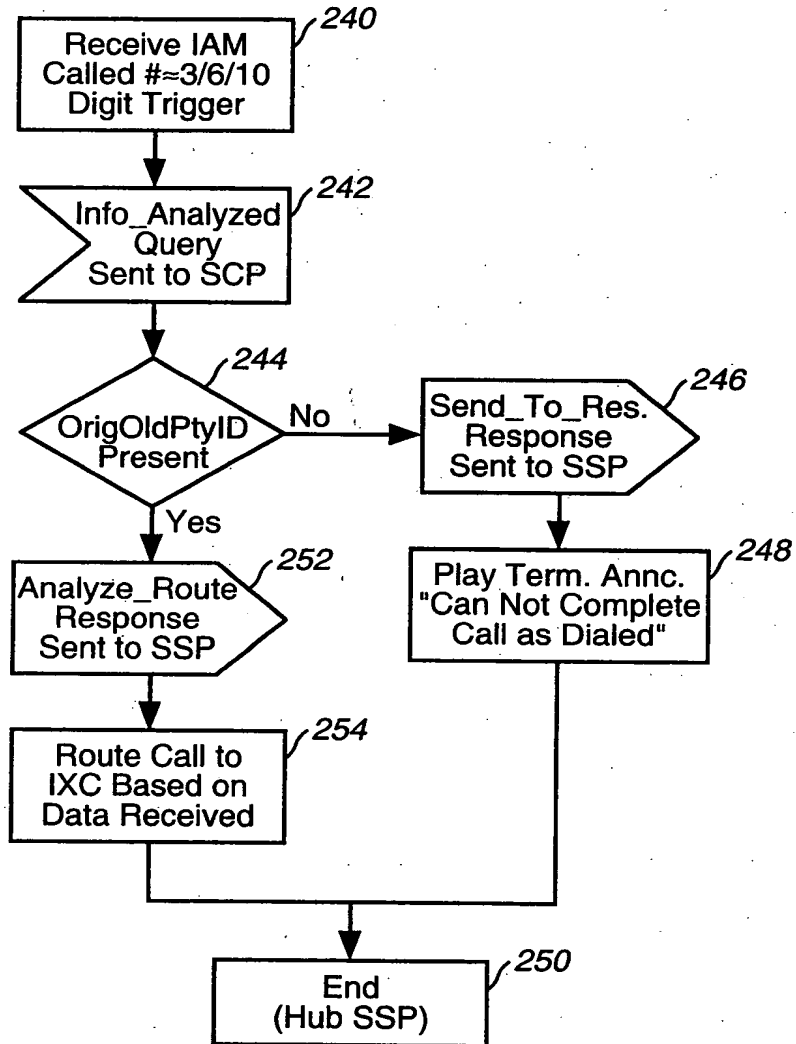 240
Receive IAM
Called #≈3/6/10
Digit Trigger
242
Info_Analyzed
Query
Sent to SCP
244
OrigOldPtyID
Present
No
Yes
246
Send_To_Res.
Response
Sent to SSP
248
Play Term. Annc.
"Can Not Complete
Call as Dialed"
252
Analyze_Route
Response
Sent to SSP
254
Route Call to
IXC Based on
Data Received
250
End
(Hub SSP)